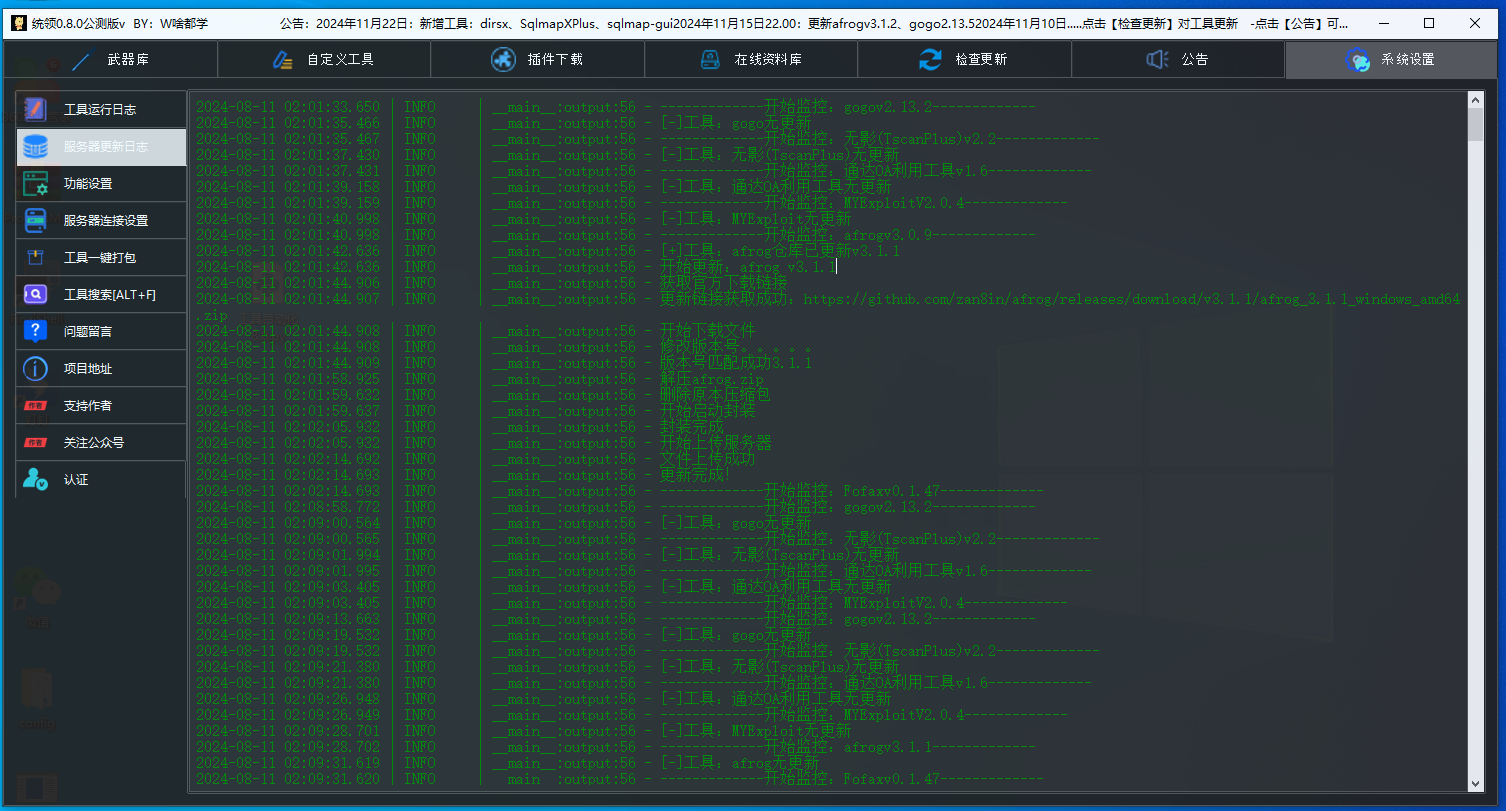 统领0.8.0公测版v BY：W啥都学
公告：2024年11月22日：新增工具：dirsx、SqlmapXPlus、sqlmap-gui2024年11月15日22.00：更新afrogv3.1.2、gogo2.13.52024年11月10日.....点击【检查更新】对工具更新 -点击【公告】可...
武器库
自定义工具
插件下载
在线资料库
检查更新
公告
系统设置
工具运行日志
服务器更新日志
功能设置
服务器连接设置
工具一键打包
工具搜索[ALT+F]
问题留言
项目地址
作者 支持作者
作者 关注公众号
认证
2024-08-11 02:01:33.650 | INFO | __main__:output:56 - -------------开始监控：gogov2.13.2-------------
2024-08-11 02:01:35.466 | INFO | __main__:output:56 - [-]工具：gogo无更新
2024-08-11 02:01:35.467 | INFO | __main__:output:56 - -------------开始监控：无影(TscanPlus)v2.2-------------
2024-08-11 02:01:37.430 | INFO | __main__:output:56 - [-]工具：无影(TscanPlus)无更新
2024-08-11 02:01:37.431 | INFO | __main__:output:56 - -------------开始监控：通达OA利用工具v1.6-------------
2024-08-11 02:01:39.158 | INFO | __main__:output:56 - [-]工具：通达OA利用工具无更新
2024-08-11 02:01:39.159 | INFO | __main__:output:56 - -------------开始监控：MYExploitV2.0.4-------------
2024-08-11 02:01:40.998 | INFO | __main__:output:56 - [-]工具：MYExploit无更新
2024-08-11 02:01:40.998 | INFO | __main__:output:56 - -------------开始监控：afrogv2.0.9-------------
2024-08-11 02:01:42.636 | INFO | __main__:output:56 - [+]工具：afrog仓库已更新v3.1.1
2024-08-11 02:01:42.636 | INFO | __main__:output:56 - 开始更新：afrog v3.1.1
2024-08-11 02:01:44.906 | INFO | __main__:output:56 - 获取官方下载链接
2024-08-11 02:01:44.907 | INFO | __main__:output:56 - 更新链接获取成功：https://github.com/zan8in/afrog/releases/download/v3.1.1/afrog_3.1.1_windows_amd64
.zip
2024-08-11 02:01:44.908 | INFO | __main__:output:56 - 开始下载文件
2024-08-11 02:01:44.908 | INFO | __main__:output:56 - 修改版本号。。。。。
2024-08-11 02:01:44.909 | INFO | __main__:output:56 - 版本号匹配成功3.1.1
2024-08-11 02:01:58.925 | INFO | __main__:output:56 - 解压afrog.zip
2024-08-11 02:01:59.632 | INFO | __main__:output:56 - 删除原本压缩包
2024-08-11 02:01:59.637 | INFO | __main__:output:56 - 开始启动封装
2024-08-11 02:02:05.932 | INFO | __main__:output:56 - 封装完成
2024-08-11 02:02:05.932 | INFO | __main__:output:56 - 开始上传服务器
2024-08-11 02:02:14.692 | INFO | __main__:output:56 - 文件上传成功
2024-08-11 02:02:14.693 | INFO | __main__:output:56 - 更新完成!
2024-08-11 02:02:14.693 | INFO | __main__:output:56 - -------------开始监控：Fofaxv0.1.47-------------
2024-08-11 02:08:58.772 | INFO | __main__:output:56 - -------------开始监控：gogov2.13.2-------------
2024-08-11 02:09:00.564 | INFO | __main__:output:56 - [-]工具：gogo无更新
2024-08-11 02:09:00.565 | INFO | __main__:output:56 - -------------开始监控：无影(TscanPlus)v2.2-------------
2024-08-11 02:09:01.994 | INFO | __main__:output:56 - [-]工具：无影(TscanPlus)无更新
2024-08-11 02:09:01.995 | INFO | __main__:output:56 - -------------开始监控：通达OA利用工具v1.6-------------
2024-08-11 02:09:03.405 | INFO | __main__:output:56 - [-]工具：通达OA利用工具无更新
2024-08-11 02:09:03.405 | INFO | __main__:output:56 - -------------开始监控：MYExploitV2.0.4-------------
2024-08-11 02:09:13.663 | INFO | __main__:output:56 - -------------开始监控：gogov2.13.2-------------
2024-08-11 02:09:19.532 | INFO | __main__:output:56 - [-]工具：gogo无更新
2024-08-11 02:09:19.532 | INFO | __main__:output:56 - -------------开始监控：无影(TscanPlus)v2.2-------------
2024-08-11 02:09:21.380 | INFO | __main__:output:56 - [-]工具：无影(TscanPlus)无更新
2024-08-11 02:09:21.380 | INFO | __main__:output:56 - -------------开始监控：通达OA利用工具v1.6-------------
2024-08-11 02:09:26.948 | INFO | __main__:output:56 - [-]工具：通达OA利用工具无更新
2024-08-11 02:09:26.949 | INFO | __main__:output:56 - -------------开始监控：MYExploitV2.0.4-------------
2024-08-11 02:09:28.701 | INFO | __main__:output:56 - [-]工具：MYExploit无更新
2024-08-11 02:09:28.702 | INFO | __main__:output:56 - -------------开始监控：afrogv3.1.1-------------
2024-08-11 02:09:31.619 | INFO | __main__:output:56 - [-]工具：afrog无更新
2024-08-11 02:09:31.620 | INFO | __main__:output:56 - -------------开始监控：Fofaxv0.1.47-------------